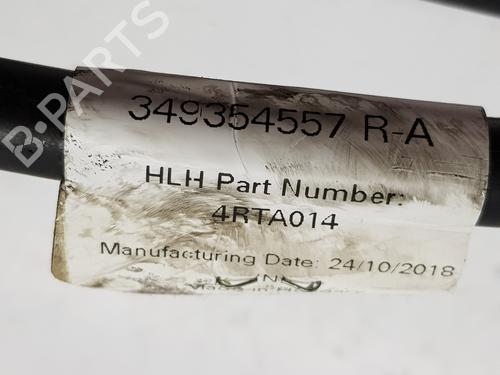 349354557 R-A
HLH Part Number:
4RTA014
Manufacturing Date: 24/10/2018
B-PARTS